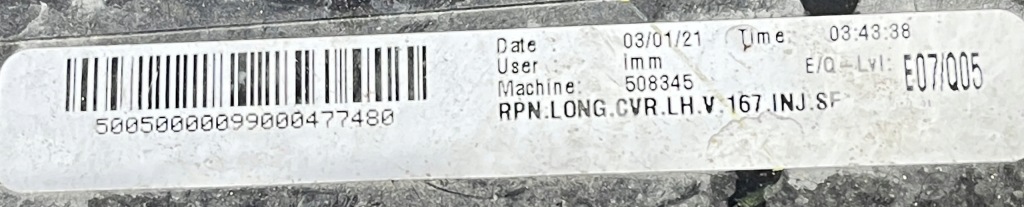 Date : 03/01/21 Time: 03:43:38
User : imm E/Q-Lvl: E07/Q05
Machine: 508345
RPN.LONG.CVR.LH.V.167.INJ.SF
50050000099000477480